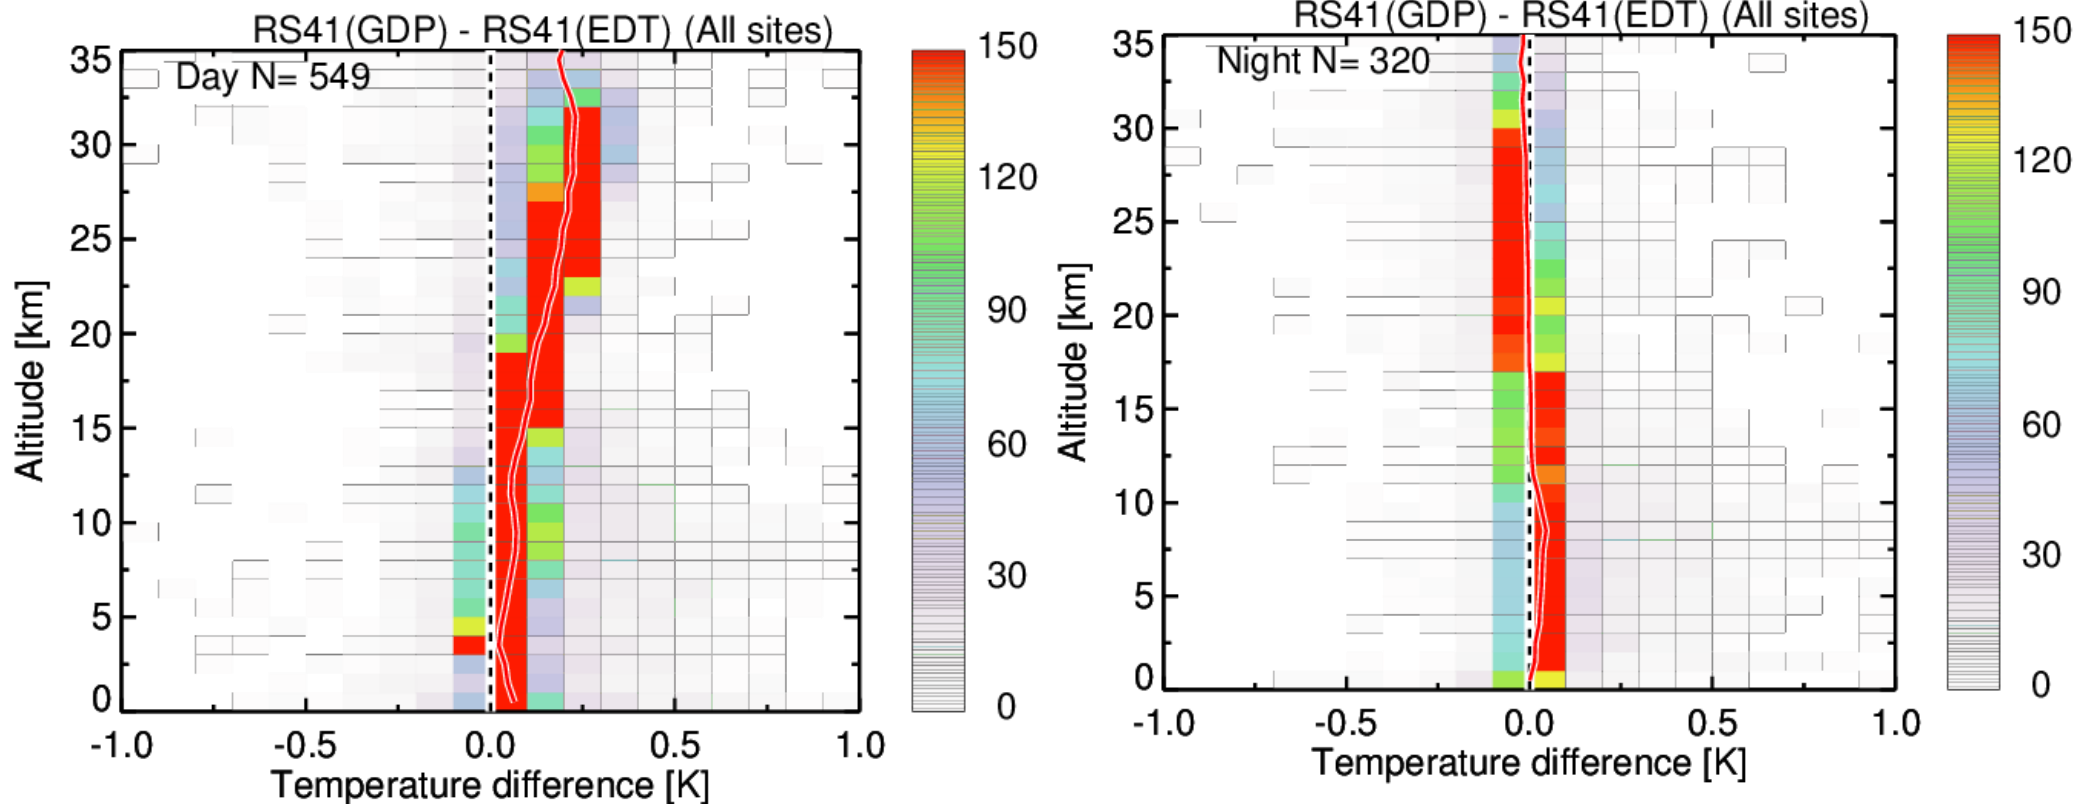 RS41(GDP) - RS41(EDT) (All sites)
Day N= 549
35
30
25
20
15
10
5
0
Altitude [km]
-1.0 -0.5 0.0 0.5 1.0
Temperature difference [K]
150
120
90
60
30
0
RS41(GDP) - RS41(EDT) (All sites)
Night N= 320
35
30
25
20
15
10
5
0
Altitude [km]
-1.0 -0.5 0.0 0.5 1.0
Temperature difference [K]
150
120
90
60
30
0